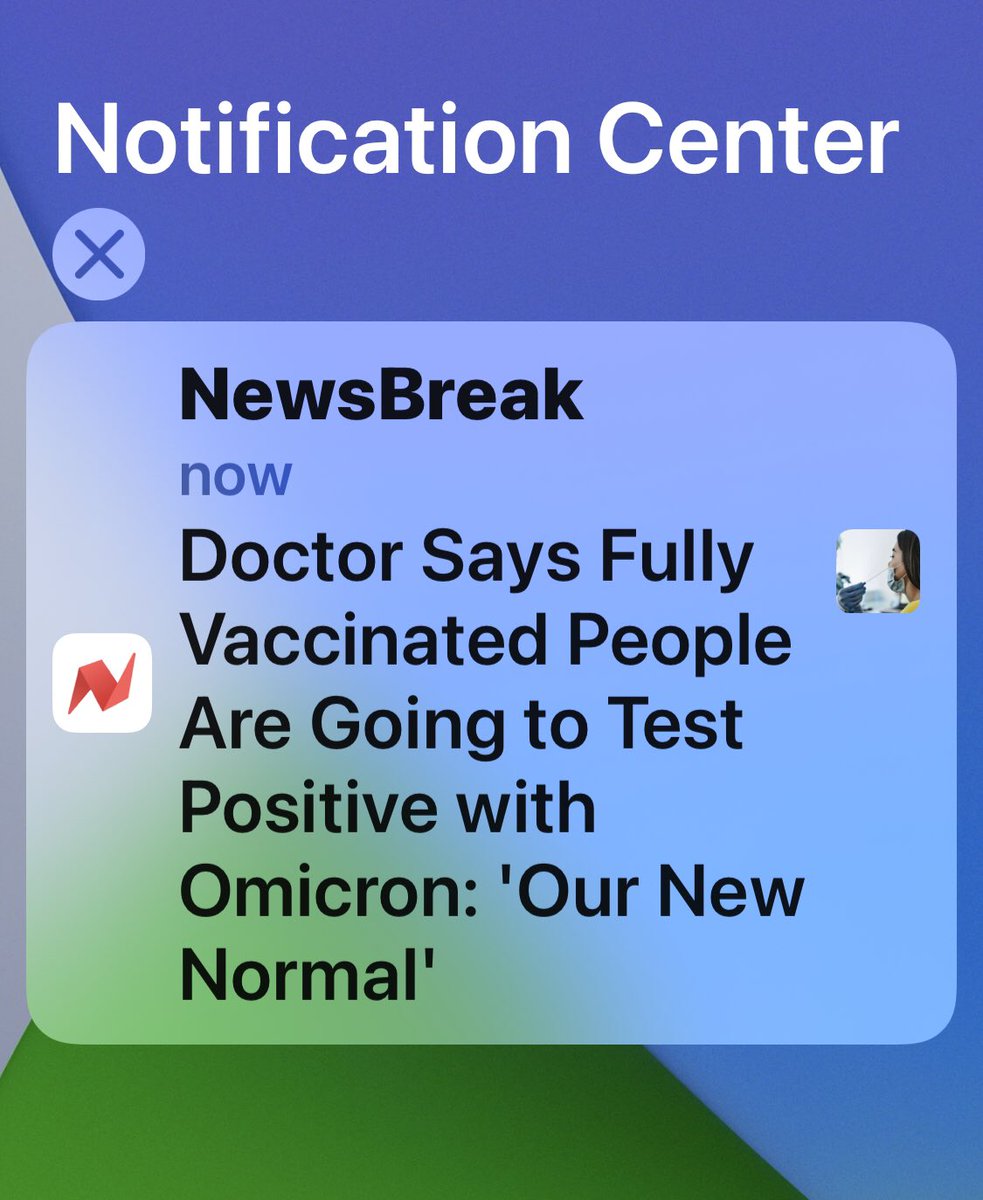 Notification Center
NewsBreak
now
Doctor Says Fully
Vaccinated People
Are Going to Test
Positive with
Omicron: 'Our New
Normal'